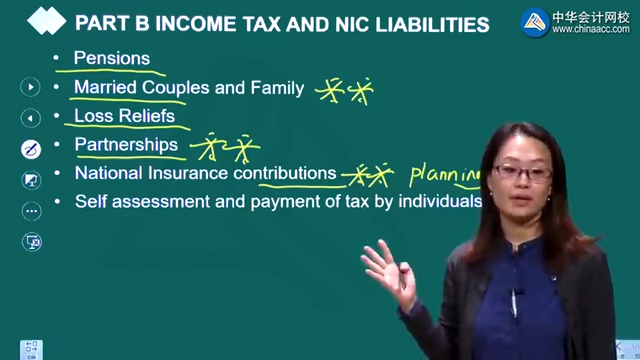 PART B INCOME TAX AND NIC LIABILITIES
中华会计网校
www.chinaacc.com
• Pensions
• Married Couples and Family
• Loss Reliefs
• Partnerships
• National Insurance contributions planning
• Self assessment and payment of tax by individuals